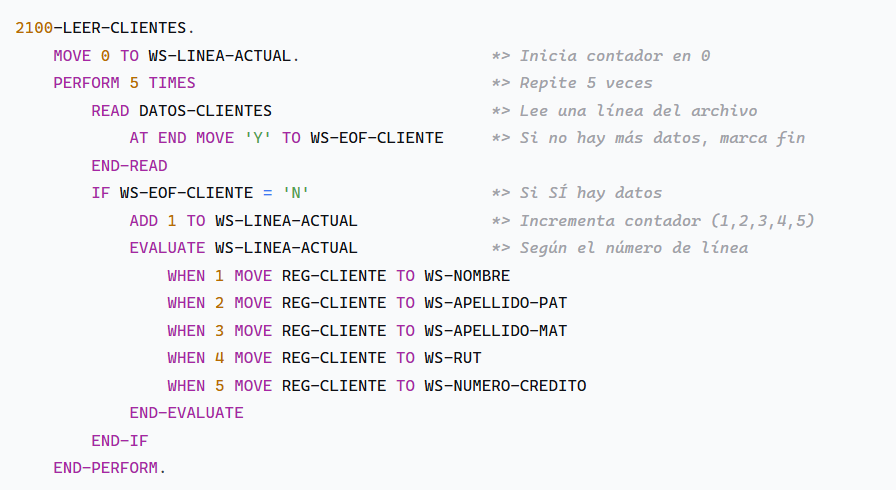 2100-LEER-CLIENTES.
    MOVE 0 TO WS-LINEA-ACTUAL.                    *> Inicia contador en 0
    PERFORM 5 TIMES                               *> Repite 5 veces
        READ DATOS-CLIENTES                       *> Lee una línea del archivo
            AT END MOVE 'Y' TO WS-EOF-CLIENTE     *> Si no hay más datos, marca fin
        END-READ
        IF WS-EOF-CLIENTE = 'N'                   *> Si SÍ hay datos
            ADD 1 TO WS-LINEA-ACTUAL              *> Incrementa contador (1,2,3,4,5)
            EVALUATE WS-LINEA-ACTUAL              *> Según el número de línea
                WHEN 1 MOVE REG-CLIENTE TO WS-NOMBRE
                WHEN 2 MOVE REG-CLIENTE TO WS-APELLIDO-PAT
                WHEN 3 MOVE REG-CLIENTE TO WS-APELLIDO-MAT
                WHEN 4 MOVE REG-CLIENTE TO WS-RUT
                WHEN 5 MOVE REG-CLIENTE TO WS-NUMERO-CREDITO
            END-EVALUATE
        END-IF
    END-PERFORM.